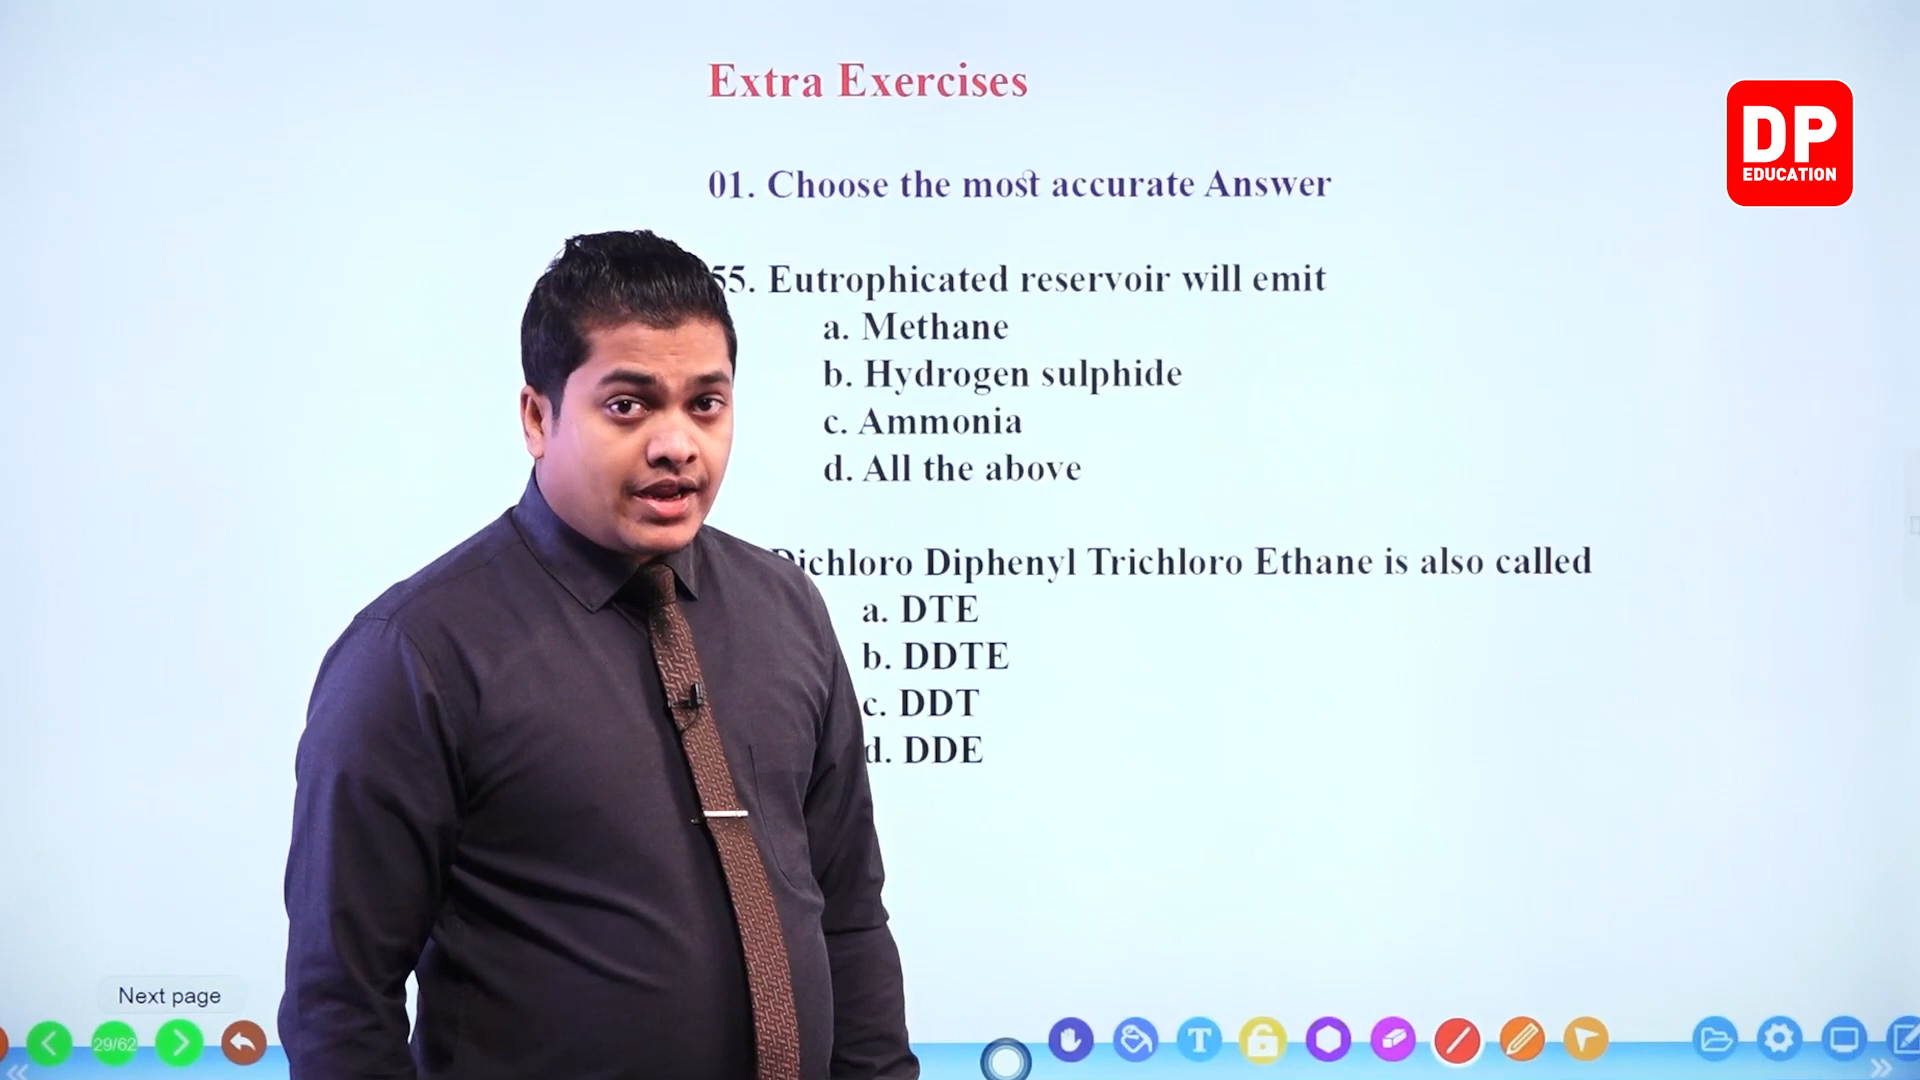 Extra Exercises
DP
EDUCATION
01. Choose the most accurate Answer
55. Eutrophicated reservoir will emit
a. Methane
b. Hydrogen sulphide
c. Ammonia
d. All the above
Dichloro Diphenyl Trichloro Ethane is also called
a. DTE
b. DDTE
c. DDT
d. DDE
Next page
29/62
T